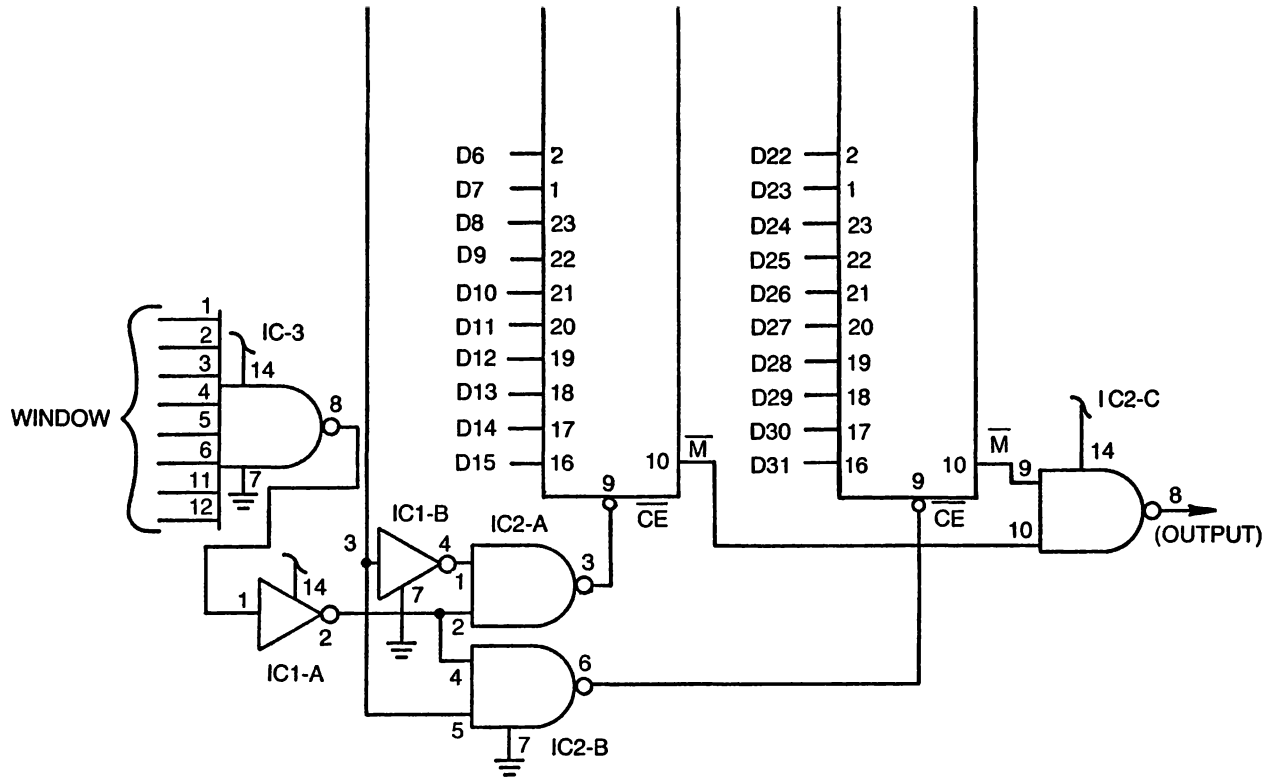 D6 2
D7 1
D8 23
D9 22
D10 21
D11 20
D12 19
D13 18
D14 17
D15 16
10 M
9
CE
D22 2
D23 1
D24 23
D25 22
D26 21
D27 20
D28 19
D29 18
D30 17
D31 16
10 M
9
CE
WINDOW
1
2
3
4
5
6
11
12
IC-3
14
7
8
1
14
2
IC1-A
3
IC1-B
4
7
IC2-A
1
2
3
4
5
6
7
IC2-B
IC2-C
14
9
10
8
(OUTPUT)